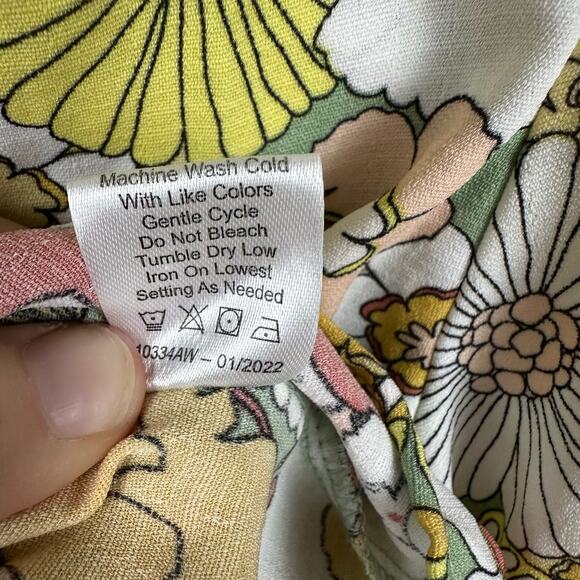 Machine Wash Cold
With Like Colors
Gentle Cycle
Do Not Bleach
Tumble Dry Low
Iron On Lowest
Setting As Needed
10334AW – 01/2022